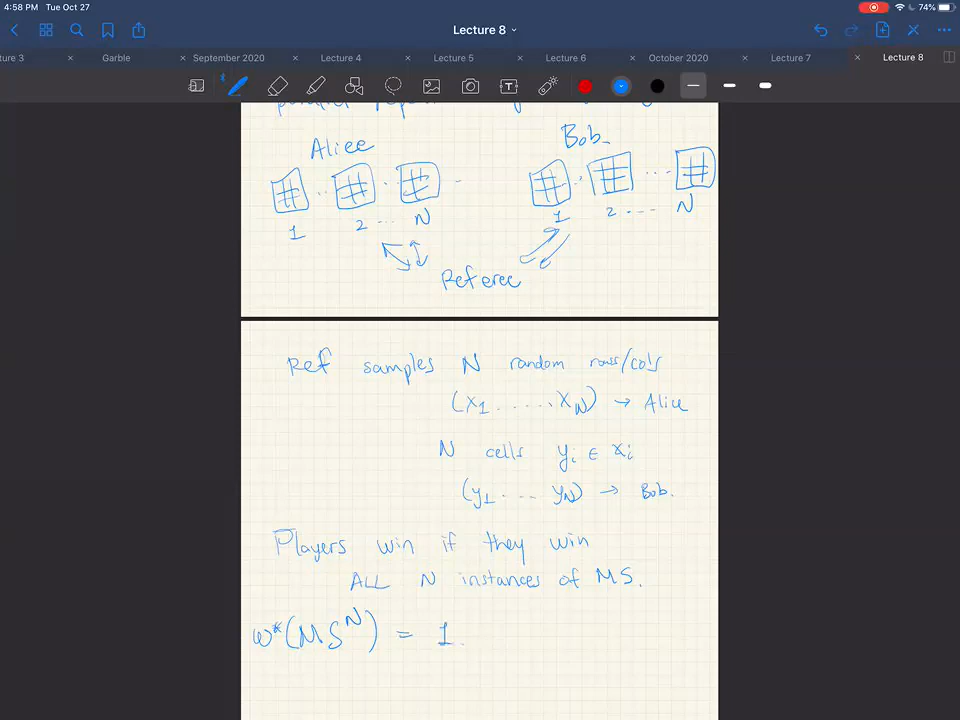 4:58 PM Tue Oct 27
74%
Lecture 8
ture 3
Garble
September 2020
Lecture 4
Lecture 5
Lecture 6
October 2020
Lecture 7
Lecture 8
Alice
Bob
1 2 ... N
1 2 .... N
Referee
Ref samples N random rows/cols
(x1 ...... xN) → Alice
N cells yi ∈ xi
(y1 .... yN) → Bob.
Players win if they win
ALL N instances of MS.
ω*(MS^N) = 1.